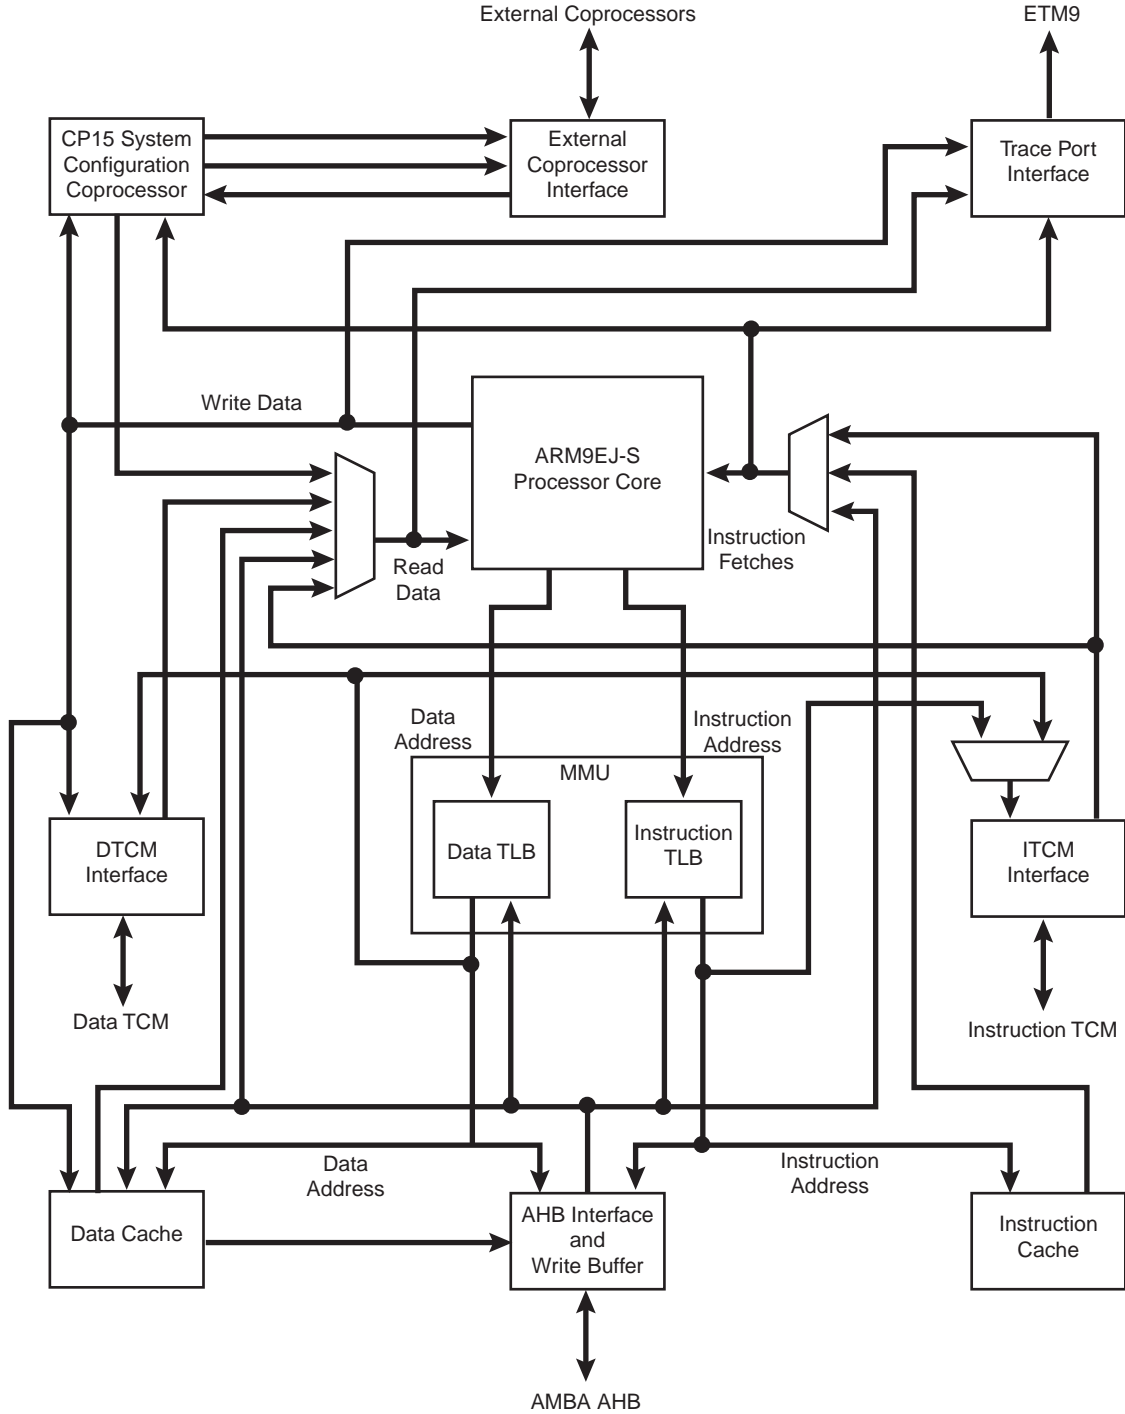 External Coprocessors
ETM9
CP15 System
Configuration
Coprocessor
External
Coprocessor
Interface
Trace Port
Interface
Write Data
ARM9EJ-S
Processor Core
Instruction
Fetches
Read
Data
Data
Address
Instruction
Address
MMU
Data TLB
Instruction
TLB
DTCM
Interface
ITCM
Interface
Data TCM
Instruction TCM
Data
Address
Instruction
Address
Data Cache
AHB Interface
and
Write Buffer
Instruction
Cache
AMBA AHB